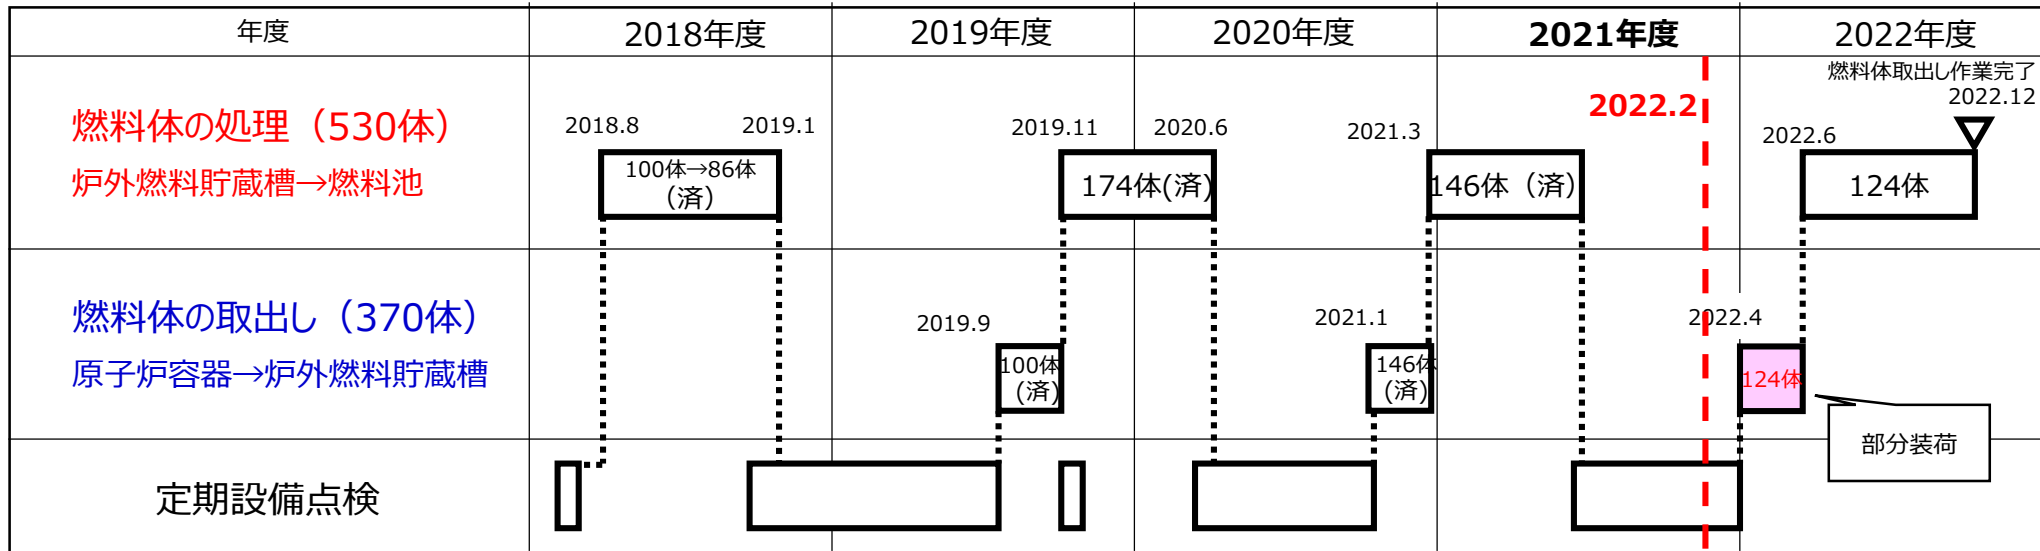 年度
2018年度
2019年度
2020年度
2021年度
2022年度
燃料体取出し作業完了
2022.12
2022.2
燃料体の処理（530体）
炉外燃料貯蔵槽→燃料池
2018.8
2019.1
2019.11
2020.6
2021.3
2022.6
100体→86体
（済）
174体(済)
146体（済）
124体
燃料体の取出し（370体）
原子炉容器→炉外燃料貯蔵槽
2019.9
2021.1
2022.4
100体
(済)
146体
(済)
124体
部分装荷
定期設備点検